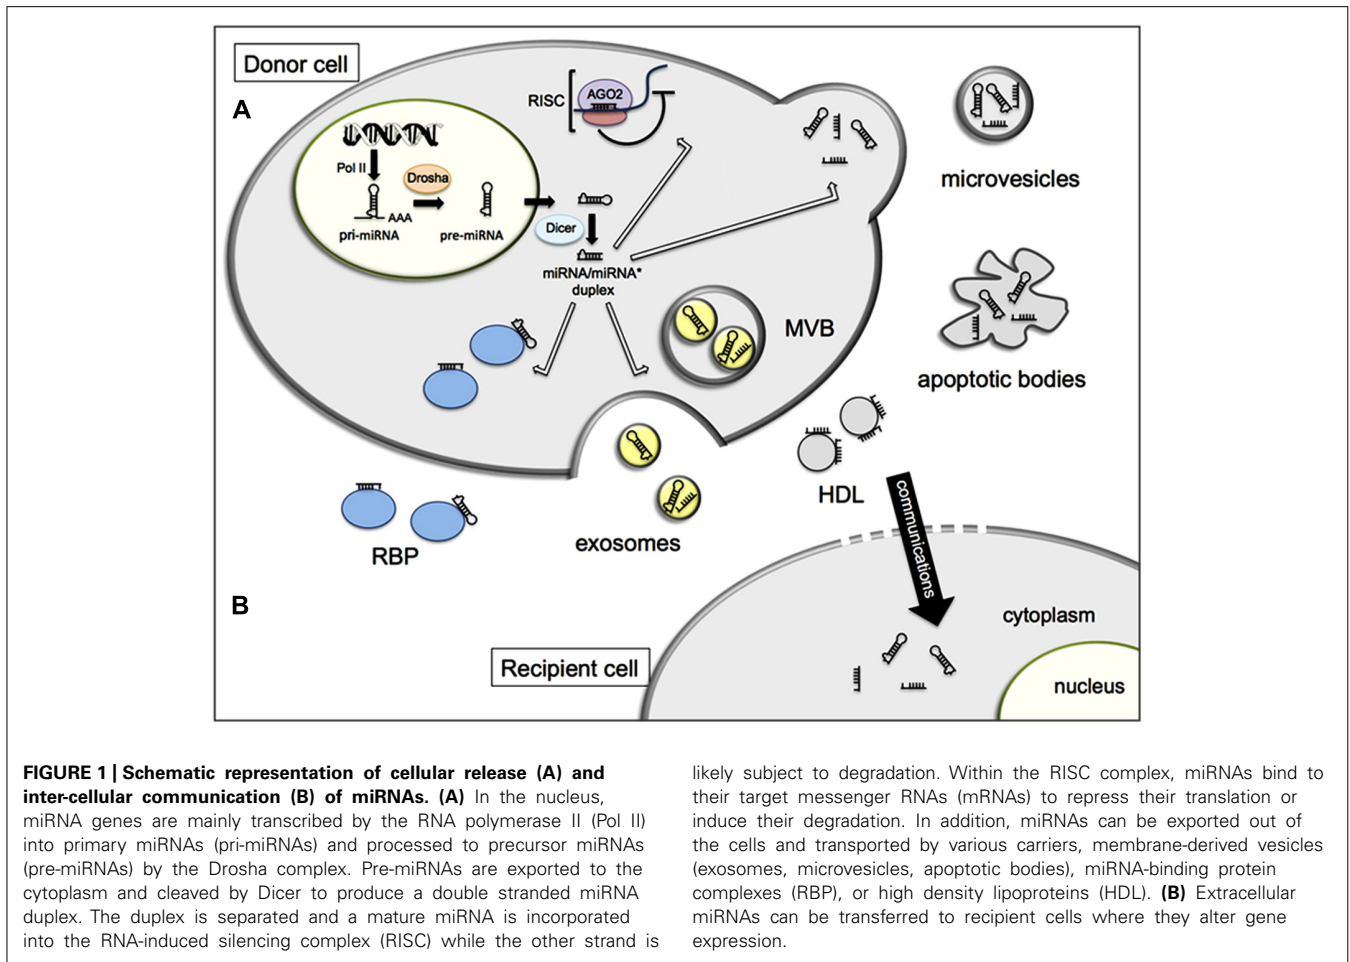 Donor cell
A
RISC
AGO2
Pol II
Drosha
AAA
pri-miRNA
pre-miRNA
Dicer
miRNA/miRNA*
duplex
microvesicles
MVB
apoptotic bodies
HDL
exosomes
RBP
communications
B
Recipient cell
cytoplasm
nucleus
FIGURE 1 | Schematic representation of cellular release (A) and
inter-cellular communication (B) of miRNAs. (A) In the nucleus,
miRNA genes are mainly transcribed by the RNA polymerase II (Pol II)
into primary miRNAs (pri-miRNAs) and processed to precursor miRNAs
(pre-miRNAs) by the Drosha complex. Pre-miRNAs are exported to the
cytoplasm and cleaved by Dicer to produce a double stranded miRNA
duplex. The duplex is separated and a mature miRNA is incorporated
into the RNA-induced silencing complex (RISC) while the other strand is
likely subject to degradation. Within the RISC complex, miRNAs bind to
their target messenger RNAs (mRNAs) to repress their translation or
induce their degradation. In addition, miRNAs can be exported out of
the cells and transported by various carriers, membrane-derived vesicles
(exosomes, microvesicles, apoptotic bodies), miRNA-binding protein
complexes (RBP), or high density lipoproteins (HDL). (B) Extracellular
miRNAs can be transferred to recipient cells where they alter gene
expression.